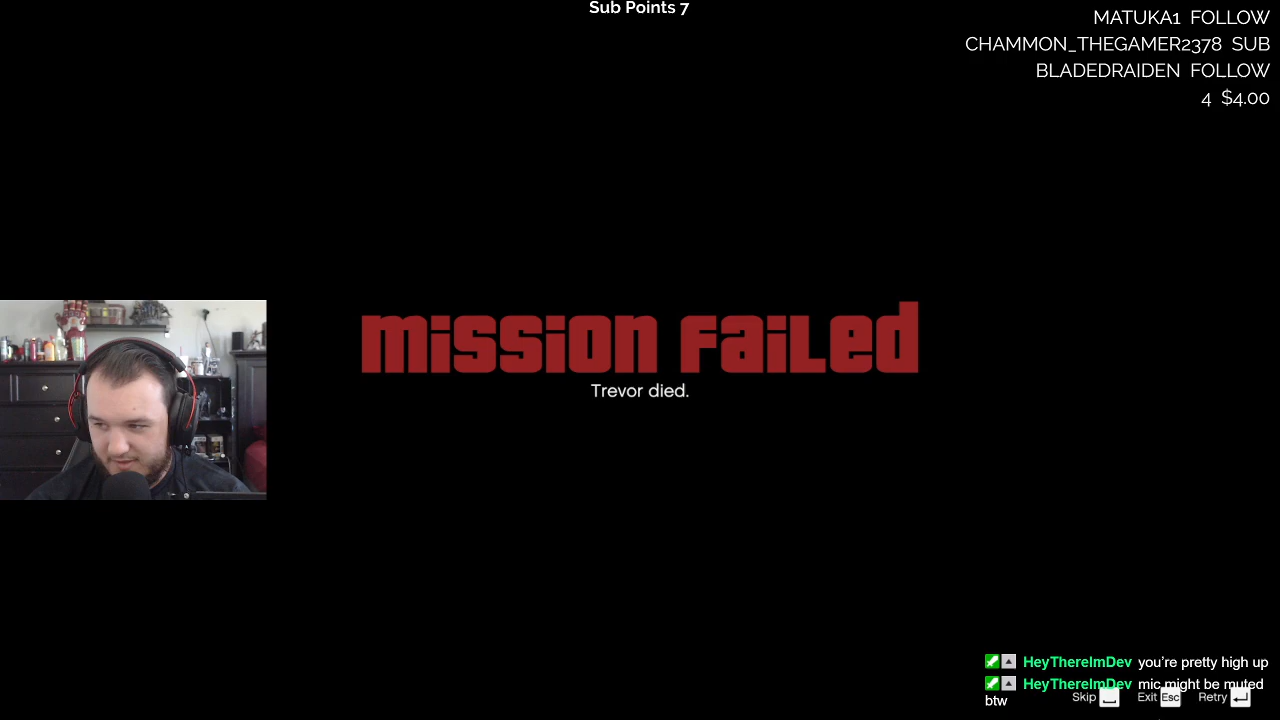 Sub Points 7
MATUKA1 FOLLOW
CHAMMON_THEGAMER2378 SUB
BLADEDRAIDEN FOLLOW
4 $4.00
mission failed
Trevor died.
HeyThereImDev you're pretty high up
HeyThereImDev mic might be muted
btw
Skip Exit Esc Retry